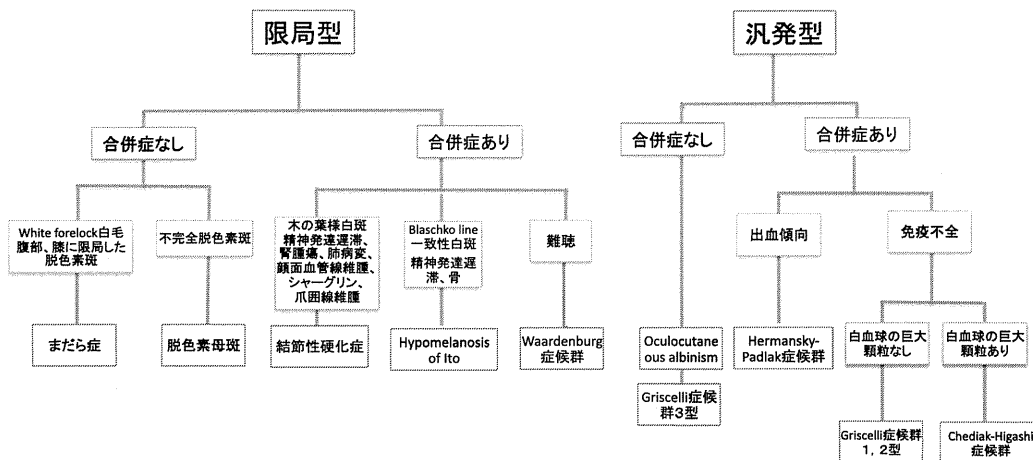 限局型
合併症なし
合併症あり
White forelock白毛
腹部、膝に限局した
脱色素斑
不完全脱色素斑
木の葉様白斑
精神発達遅滞、
腎腫瘍、肺病変、
顔面血管線維腫、
シャーグリン、
爪囲線維腫
Blaschko line
一致性白斑
精神発達遅
滞、骨
難聴
まだら症
脱色素母斑
結節性硬化症
Hypomelanosis
of Ito
Waardenburg
症候群
汎発型
合併症なし
合併症あり
出血傾向
免疫不全
Oculocutane
ous albinism
Hermansky-
Padlak症候群
白血球の巨大
顆粒なし
白血球の巨大
顆粒あり
Griscelli症候
群3型
Griscelli症候群
1, 2型
Chediak-Higashi
症候群